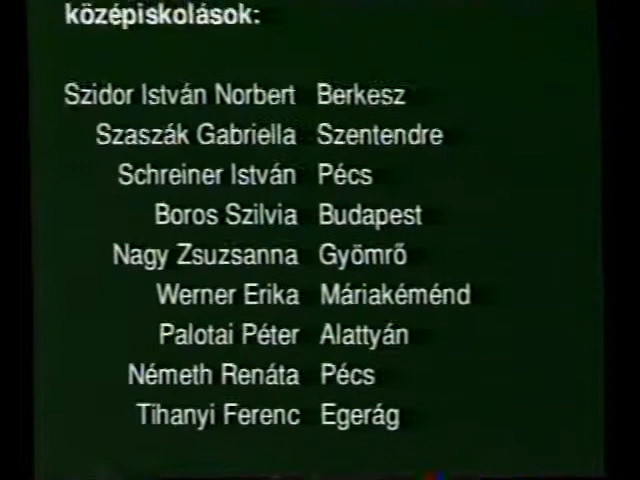 középiskolások:
Szidor István Norbert Berkesz
Szaszák Gabriella Szentendre
Schreiner István Pécs
Boros Szilvia Budapest
Nagy Zsuzsanna Gyömrő
Werner Erika Máriakéménd
Palotai Péter Alattyán
Németh Renáta Pécs
Tihanyi Ferenc Egerág